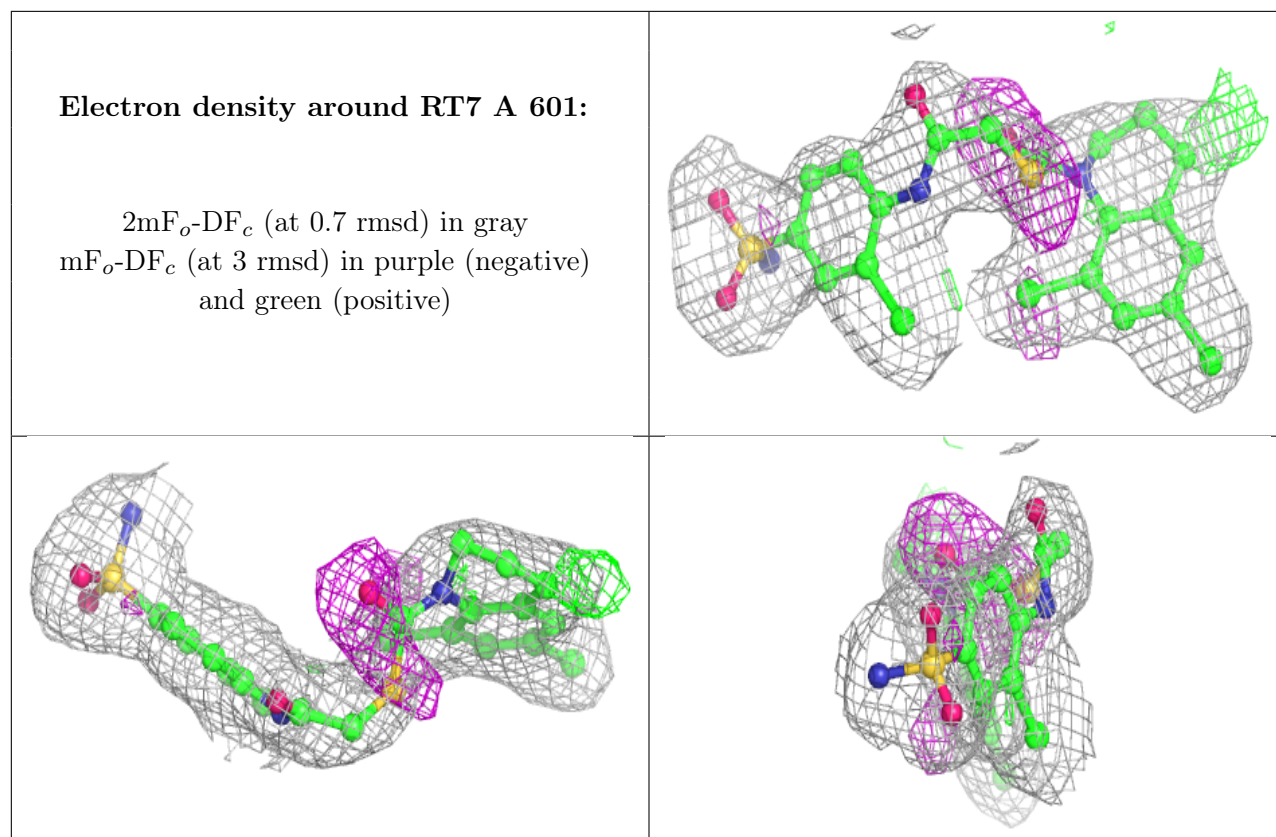 Electron density around RT7 A 601:
2mFo-DFc (at 0.7 rmsd) in gray
mFo-DFc (at 3 rmsd) in purple (negative)
and green (positive)